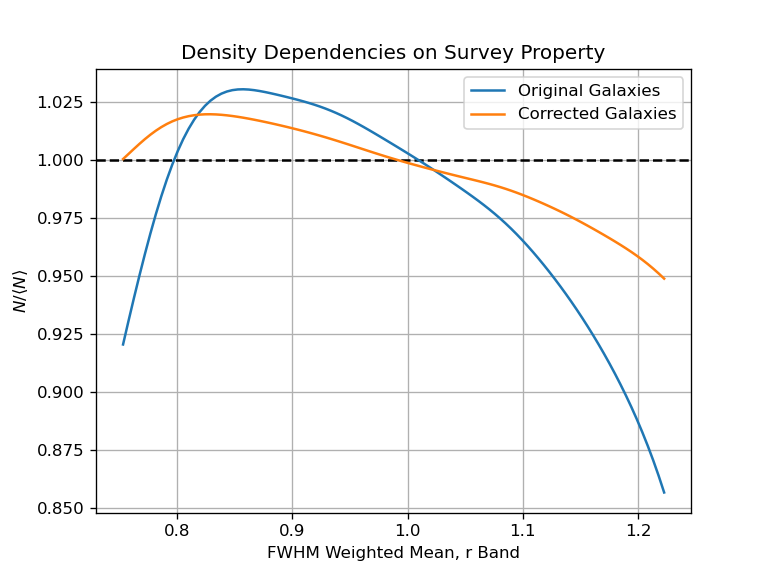 Density Dependencies on Survey Property
Original Galaxies
Corrected Galaxies
N/⟨N⟩
1.025
1.000
0.975
0.950
0.925
0.900
0.875
0.850
0.8 0.9 1.0 1.1 1.2
FWHM Weighted Mean, r Band